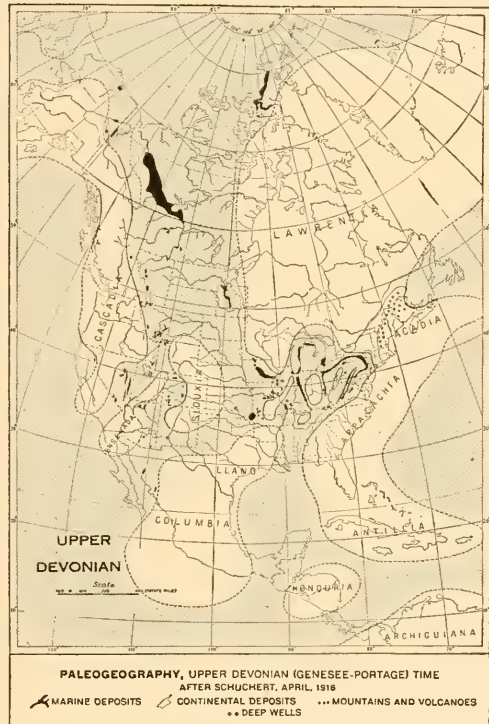 LAWRENTIA
CASCADIA
ACADIA
SIOUXIA
APPALACHIA
LLANO
COLUMBIA
ANTILLIA
UPPER
DEVONIAN
Scale
HONDURIA
ARCHIGUIANA
PALEOGEOGRAPHY, UPPER DEVONIAN (GENESEE-PORTAGE) TIME
AFTER SCHUCHERT, APRIL, 1916
MARINE DEPOSITS CONTINENTAL DEPOSITS MOUNTAINS AND VOLCANOES
DEEP WELLS